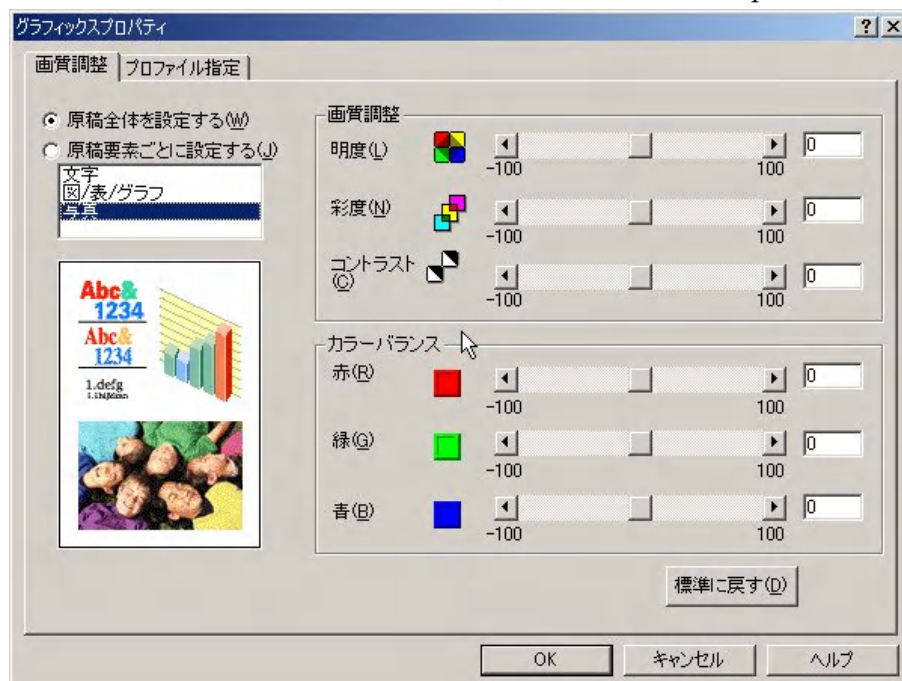 グラフィックスプロパティ
画質調整 プロファイル指定
原稿全体を設定する(W)
原稿要素ごとに設定する(J)
文字
図/表/グラフ
写真
Abc&
1234
Abc&
1234
1.defg
画質調整
明度(L) 0
-100 100
彩度(N) 0
-100 100
コントラスト
(C) 0
-100 100
カラーバランス
赤(R) 0
-100 100
緑(G) 0
-100 100
青(B) 0
-100 100
標準に戻す(D)
OK キャンセル ヘルプ